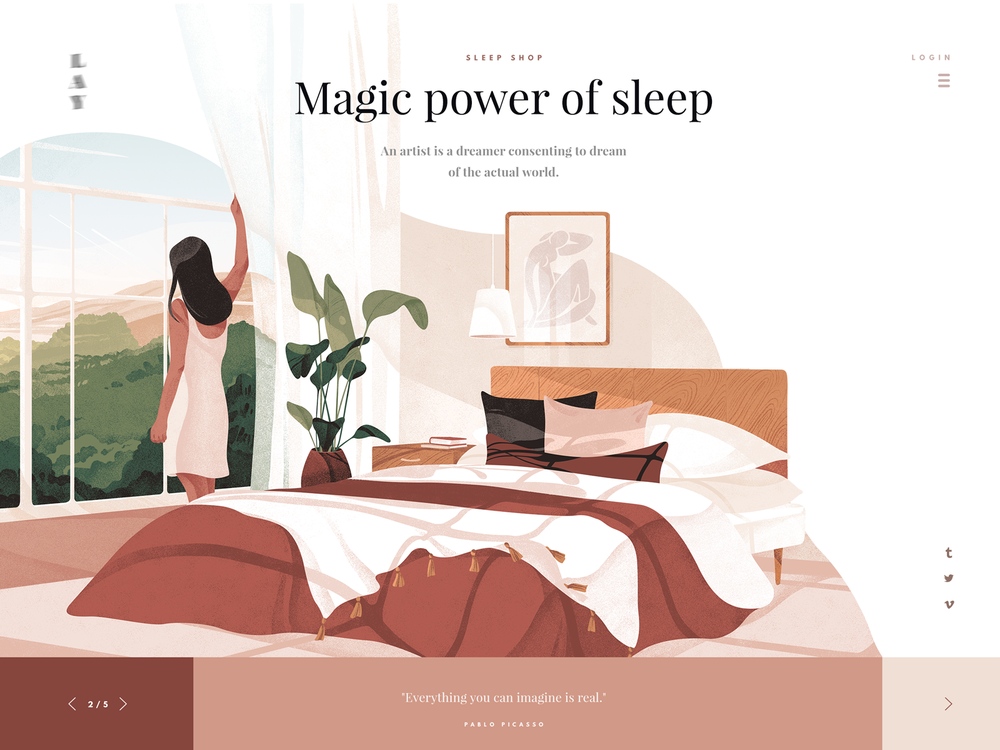 L
A
Y
SLEEP SHOP
LOGIN
Magic power of sleep
An artist is a dreamer consenting to dream
of the actual world.
2/5
"Everything you can imagine is real."
PABLO PICASSO